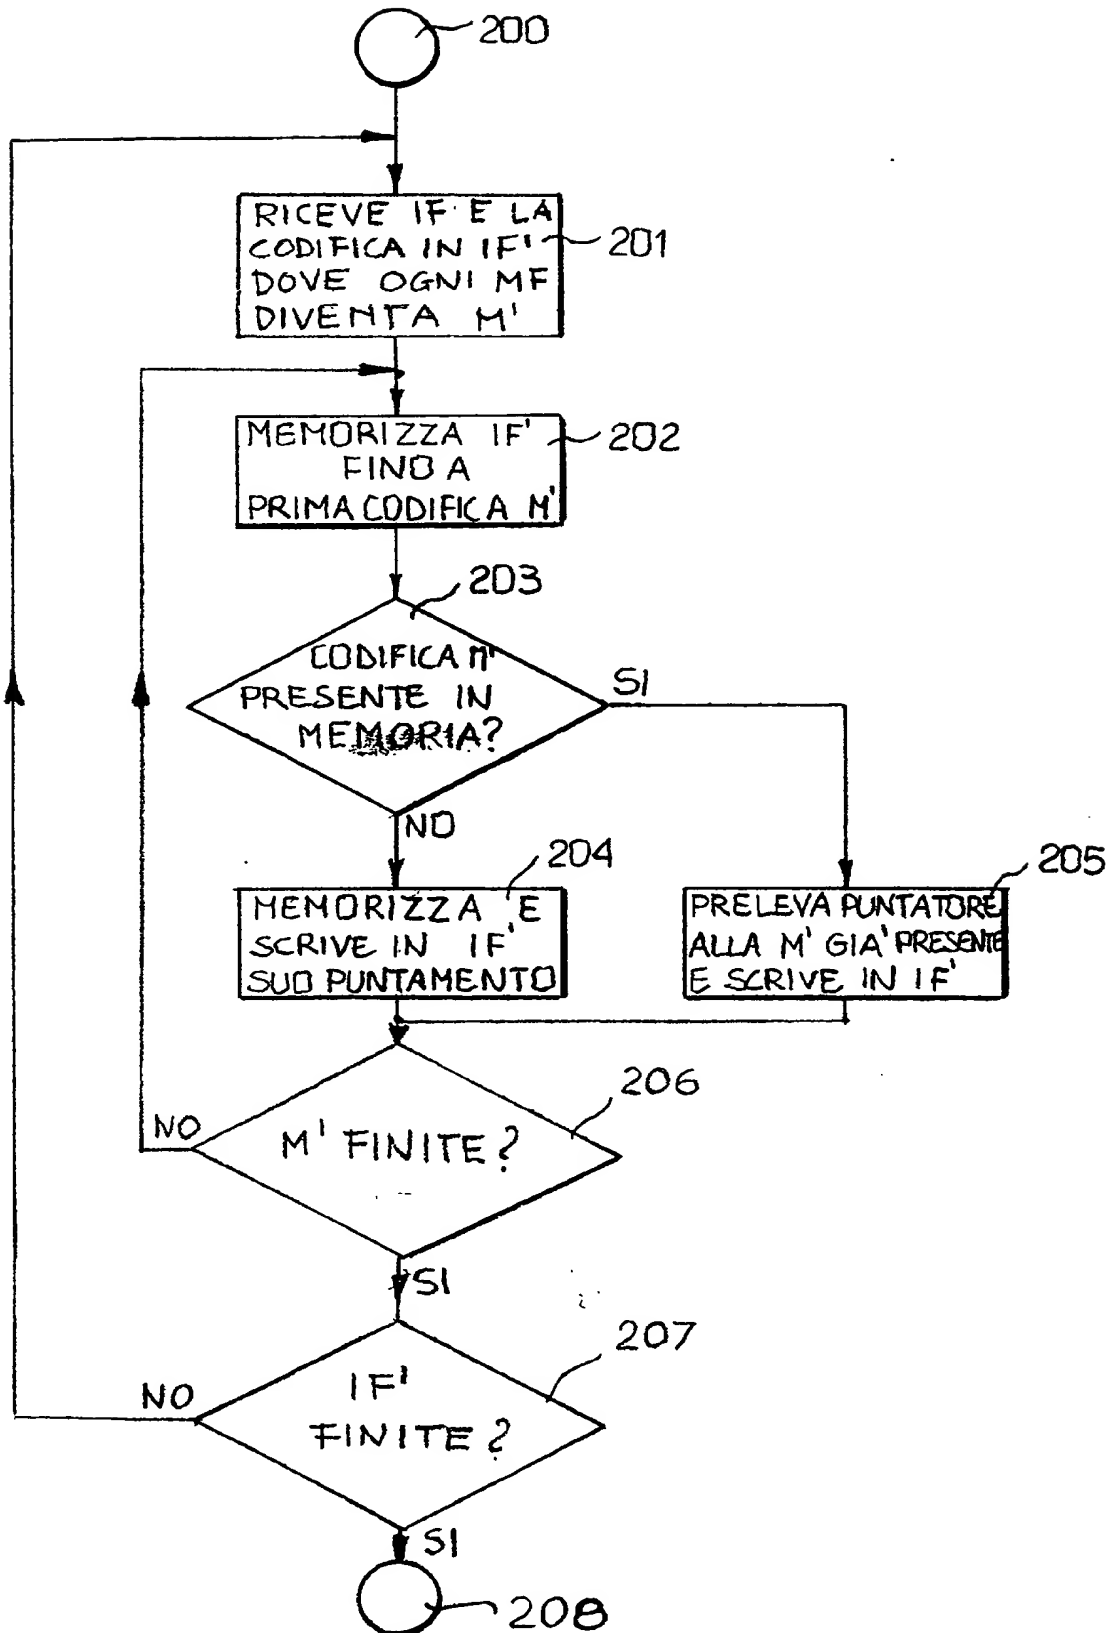 200
RICEVE IF E LA
CODIFICA IN IF'
DOVE OGNI MF
DIVENTA M'
201
MEMORIZZA IF'
FINO A
PRIMA CODIFICA M'
202
203
CODIFICA M'
PRESENTE IN
MEMORIA?
SI
NO
204
MEMORIZZA E
SCRIVE IN IF'
SUO PUNTAMENTO
205
PRELEVA PUNTATORE
ALLA M' GIA' PRESENTE
E SCRIVE IN IF'
206
M' FINITE?
NO
SI
207
IF'
FINITE?
NO
SI
208